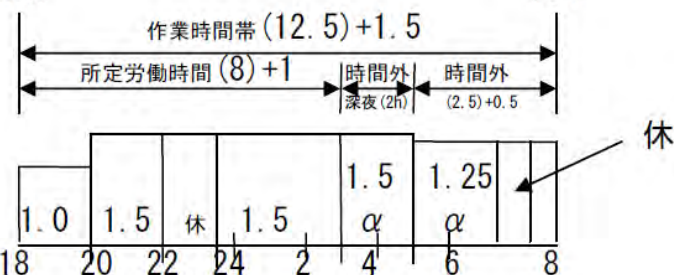 作業時間帯(12.5)+1.5
所定労働時間(8)+1 時間外 時間外
深夜(2h) (2.5)+0.5
休
1.5 1.25
1.0 1.5 休 1.5 α α
18 20 22 24 2 4 6 8